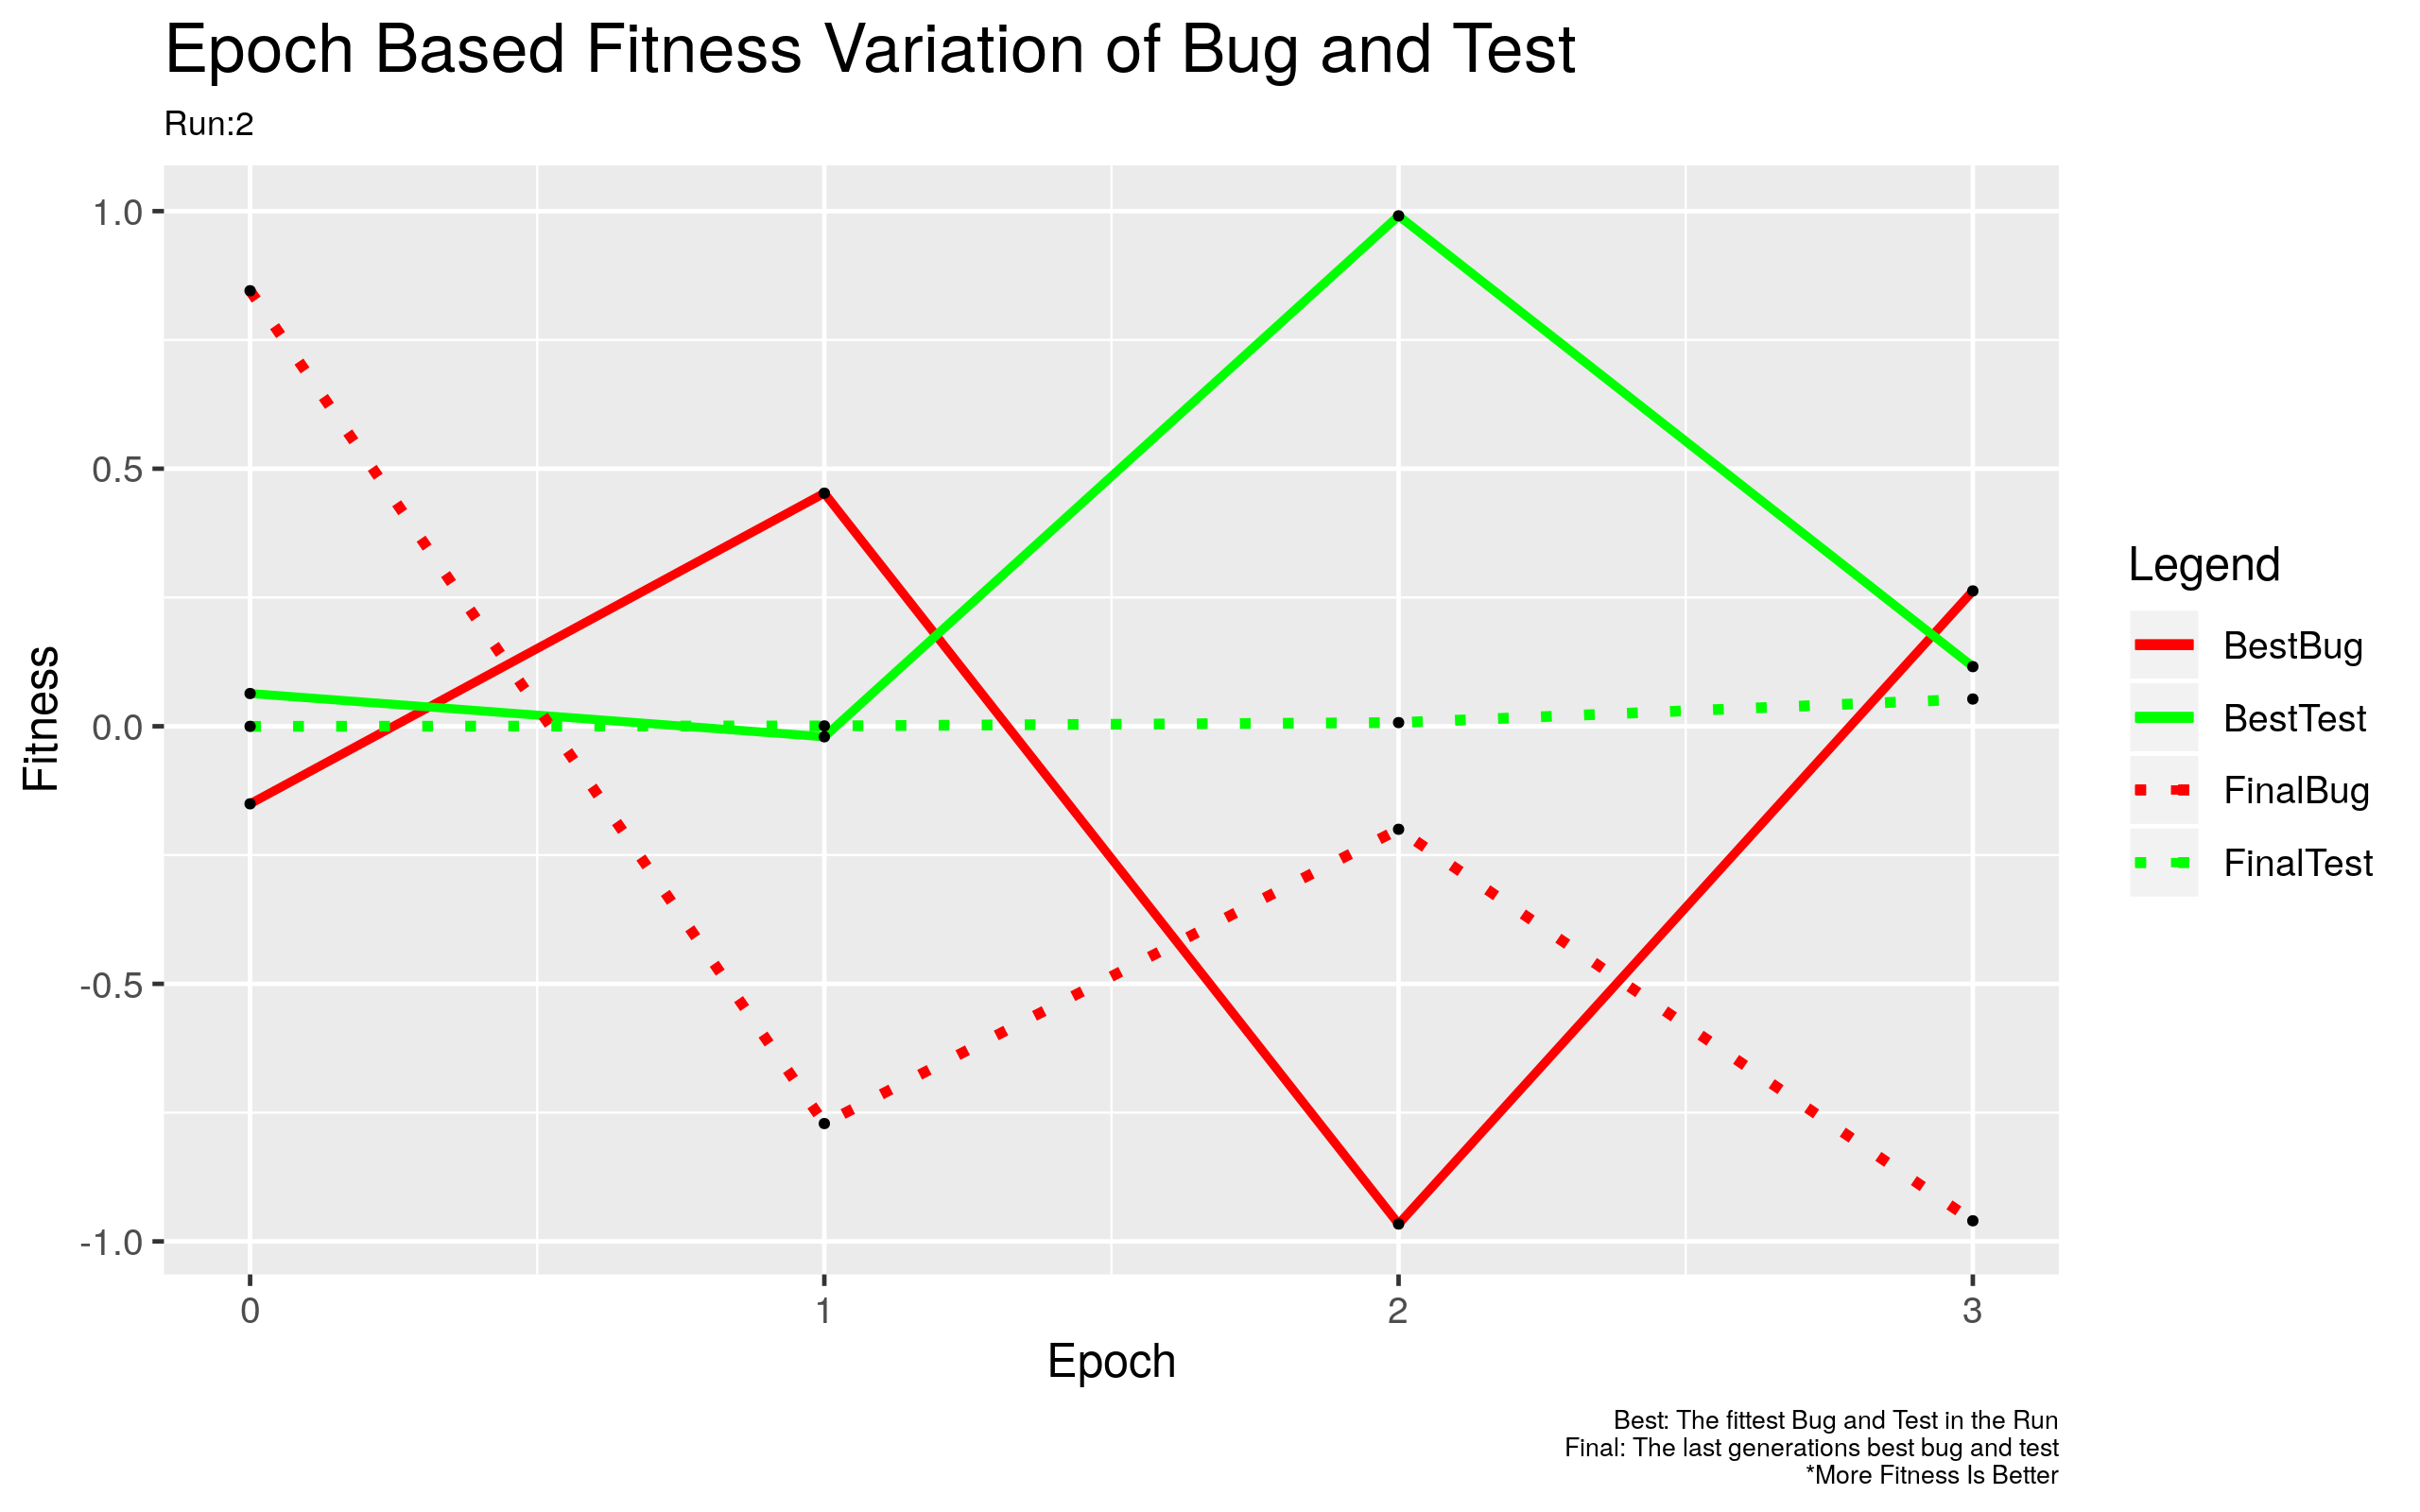 Epoch Based Fitness Variation of Bug and Test
Run:2
1.0
0.5
0.0
-0.5
-1.0
Fitness
0
1
2
3
Epoch
Legend
BestBug
BestTest
FinalBug
FinalTest
Best: The fittest Bug and Test in the Run
Final: The last generations best bug and test
*More Fitness Is Better